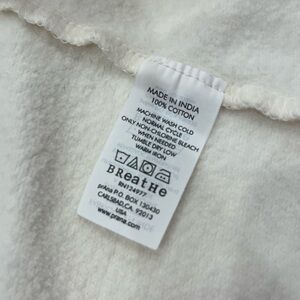 MADE IN INDIA
100% COTTON
MACHINE WASH COLD
NORMAL CYCLE
ONLY NON-CHLORINE BLEACH
WHEN NEEDED
TUMBLE DRY LOW
WARM IRON
BReatHe
RN124977
prAna P.O. BOX 130430
CARLSBAD,CA. 92013
USA
www.prana.com